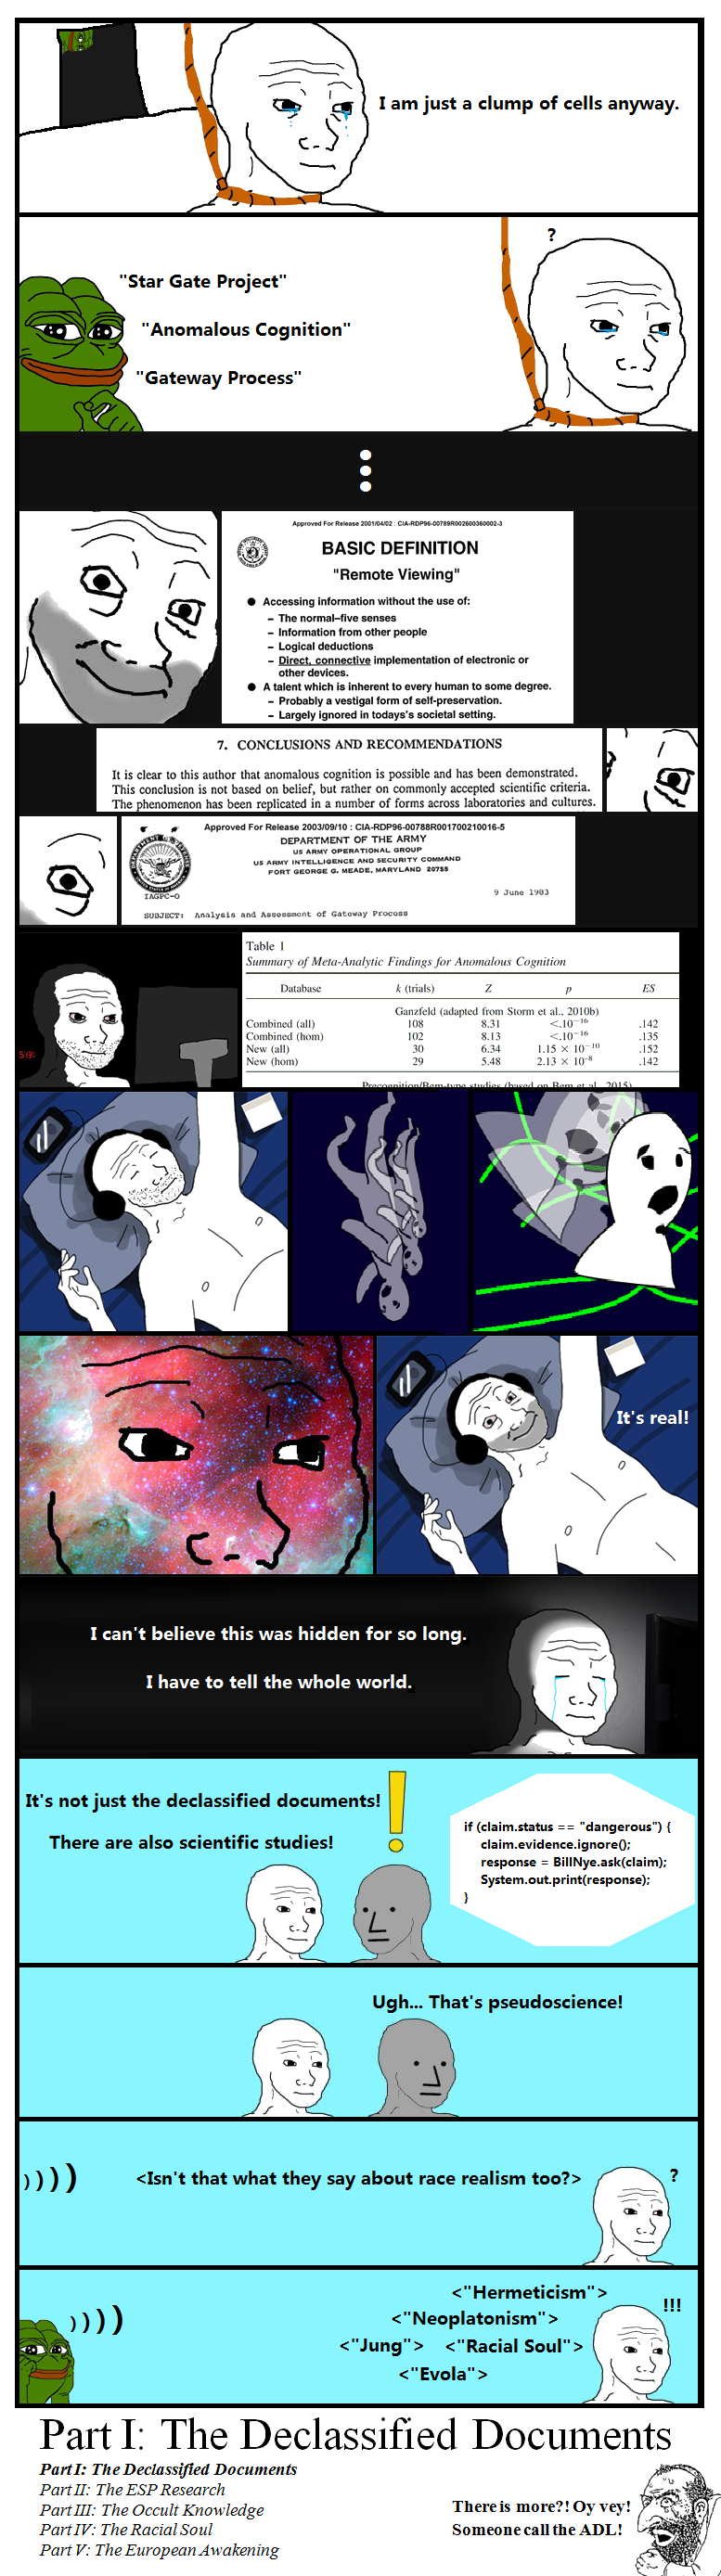 I am just a clump of cells anyway.
?
"Star Gate Project"
"Anomalous Cognition"
"Gateway Process"
Approved For Release 2001/04/02 : CIA-RDP96-00789R002600360002-3
BASIC DEFINITION
"Remote Viewing"
● Accessing information without the use of:
– The normal–five senses
– Information from other people
– Logical deductions
– Direct, connective implementation of electronic or
other devices.
● A talent which is inherent to every human to some degree.
– Probably a vestigal form of self-preservation.
– Largely ignored in todays's societal setting.
7. CONCLUSIONS AND RECOMMENDATIONS
It is clear to this author that anomalous cognition is possible and has been demonstrated.
This conclusion is not based on belief, but rather on commonly accepted scientific criteria.
The phenomenon has been replicated in a number of forms across laboratories and cultures.
Approved For Release 2003/09/10 : CIA-RDP96-00788R001700210016-5
DEPARTMENT OF THE ARMY
US ARMY OPERATIONAL GROUP
US ARMY INTELLIGENCE AND SECURITY COMMAND
FORT GEORGE G. MEADE, MARYLAND 20755
IAGPC-O
9 June 1983
SUBJECT: Analysis and Assessment of Gateway Process
Table 1
Summary of Meta-Analytic Findings for Anomalous Cognition
Database k (trials) Z p ES
Ganzfeld (adapted from Storm et al., 2010b)
Combined (all) 108 8.31 <.10⁻¹⁶ .142
Combined (hom) 102 8.13 <.10⁻¹⁶ .135
New (all) 30 6.34 1.15 × 10⁻¹⁰ .152
New (hom) 29 5.48 2.13 × 10⁻⁸ .142
Precognition/Bem-type studies (based on Bem et al., 2015)
It's real!
I can't believe this was hidden for so long.
I have to tell the whole world.
It's not just the declassified documents!
There are also scientific studies!
!
if (claim.status == "dangerous") {
claim.evidence.ignore();
response = BillNye.ask(claim);
System.out.print(response);
}
Ugh... That's pseudoscience!
))))
<Isn't that what they say about race realism too?>
?
))))
<"Hermeticism">
!!!
<"Neoplatonism">
<"Jung"> <"Racial Soul">
<"Evola">
Part I: The Declassified Documents
Part I: The Declassified Documents
Part II: The ESP Research
Part III: The Occult Knowledge
Part IV: The Racial Soul
Part V: The European Awakening
There is more?! Oy vey!
Someone call the ADL!